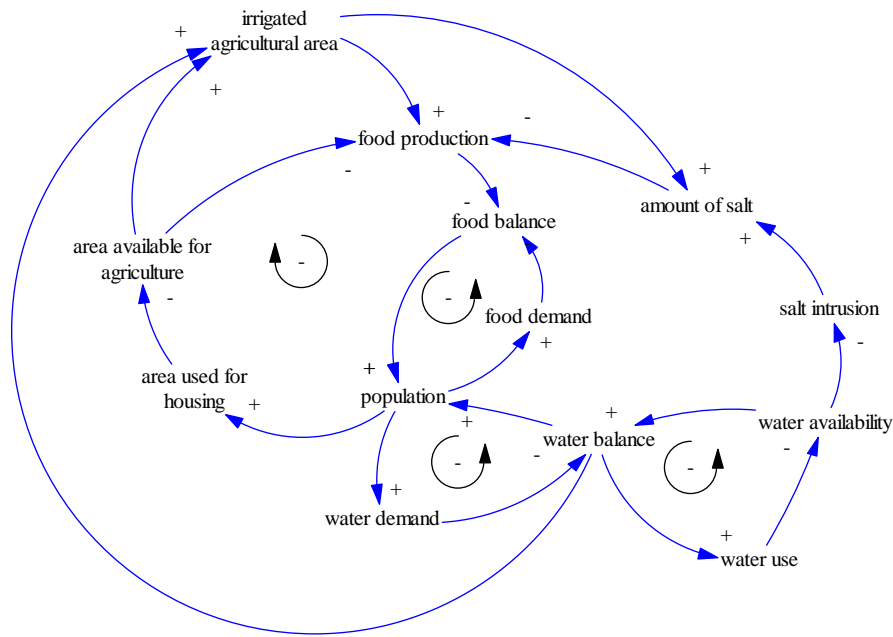 irrigated
agricultural area
+
+
+
-
food production
-
+
amount of salt
-
food balance
-
+
area available for
agriculture
-
-
-
food demand
+
salt intrusion
-
-
area used for
housing
+
+
population
+
+
water balance
water availability
-
-
-
-
+
water demand
+
water use